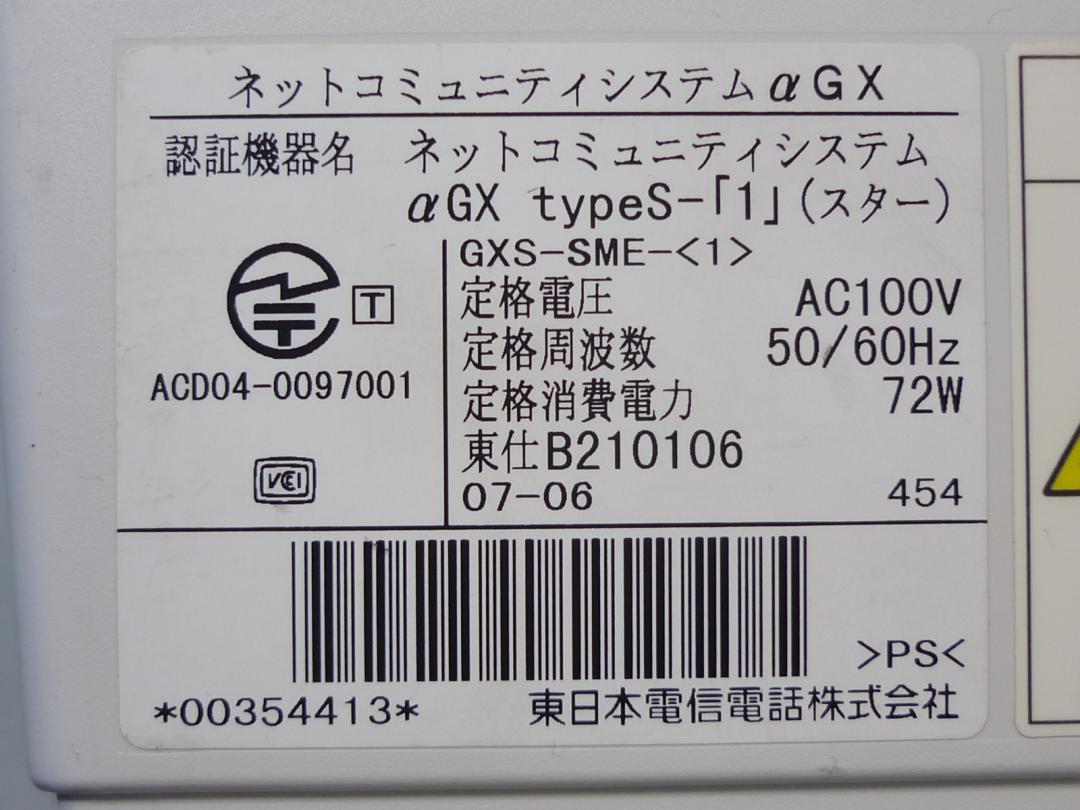 ネットコミュニティシステムαGX
認証機器名 ネットコミュニティシステム
αGX typeS-「1」(スター)
GXS-SME-<1>
T
定格電圧 AC100V
定格周波数 50/60Hz
定格消費電力 72W
ACD04-0097001
東仕B210106
VCCI
07-06 454
>PS<
*00354413* 東日本電信電話株式会社